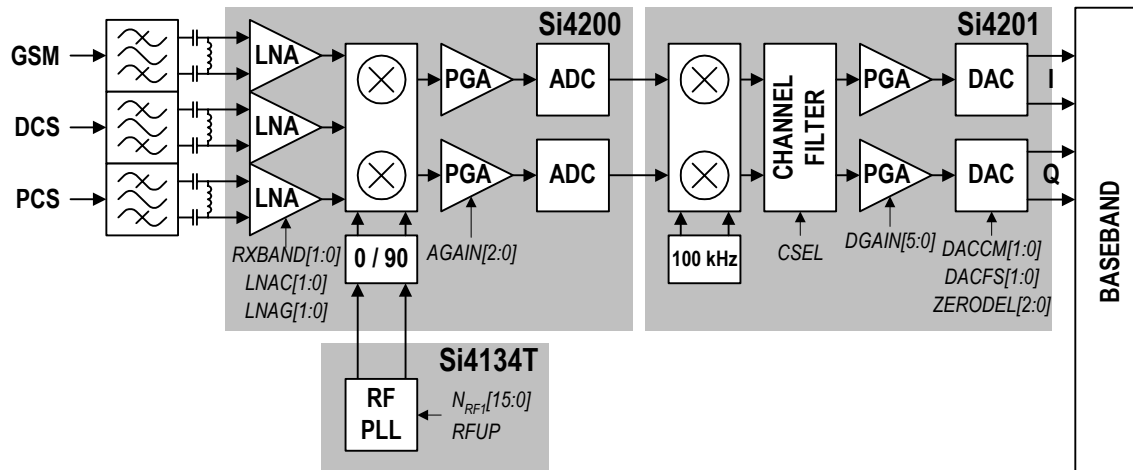 Si4200
Si4201
GSM
DCS
PCS
LNA
LNA
LNA
PGA
PGA
ADC
ADC
CHANNEL
FILTER
PGA
PGA
DAC
DAC
I
Q
BASEBAND
RXBAND[1:0]
LNAC[1:0]
LNAG[1:0]
0 / 90
AGAIN[2:0]
100 kHz
CSEL
DGAIN[5:0]
DACCM[1:0]
DACFS[1:0]
ZERODEL[2:0]
Si4134T
RF
PLL
NRF1[15:0]
RFUP